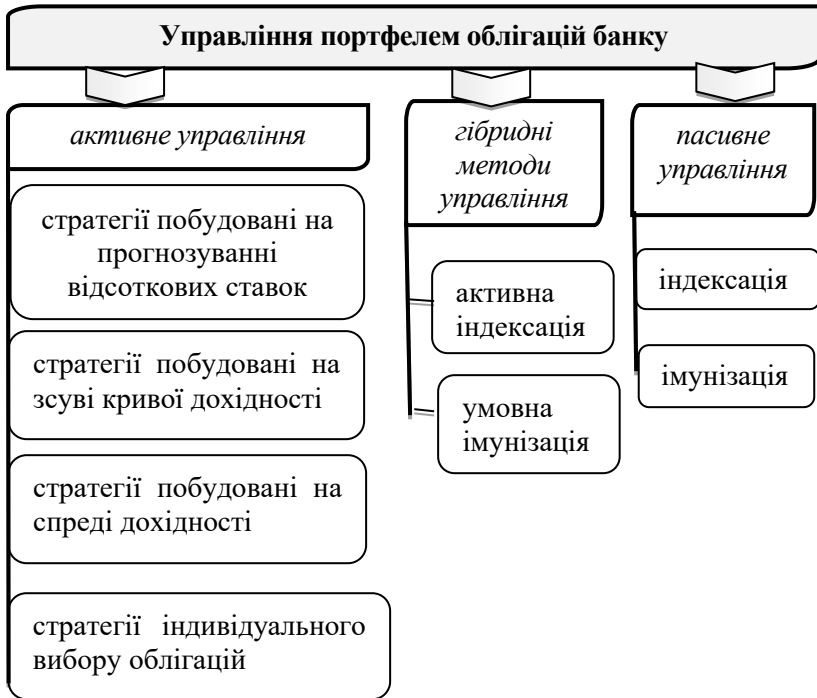 Управління портфелем облігацій банку
активне управління
стратегії побудовані на
прогнозуванні
відсоткових ставок
стратегії побудовані на
зсуві кривої дохідності
стратегії побудовані на
спреді дохідності
стратегії індивідуального
вибору облігацій
гібридні
методи
управління
активна
індексація
умовна
імунізація
пасивне
управління
індексація
імунізація